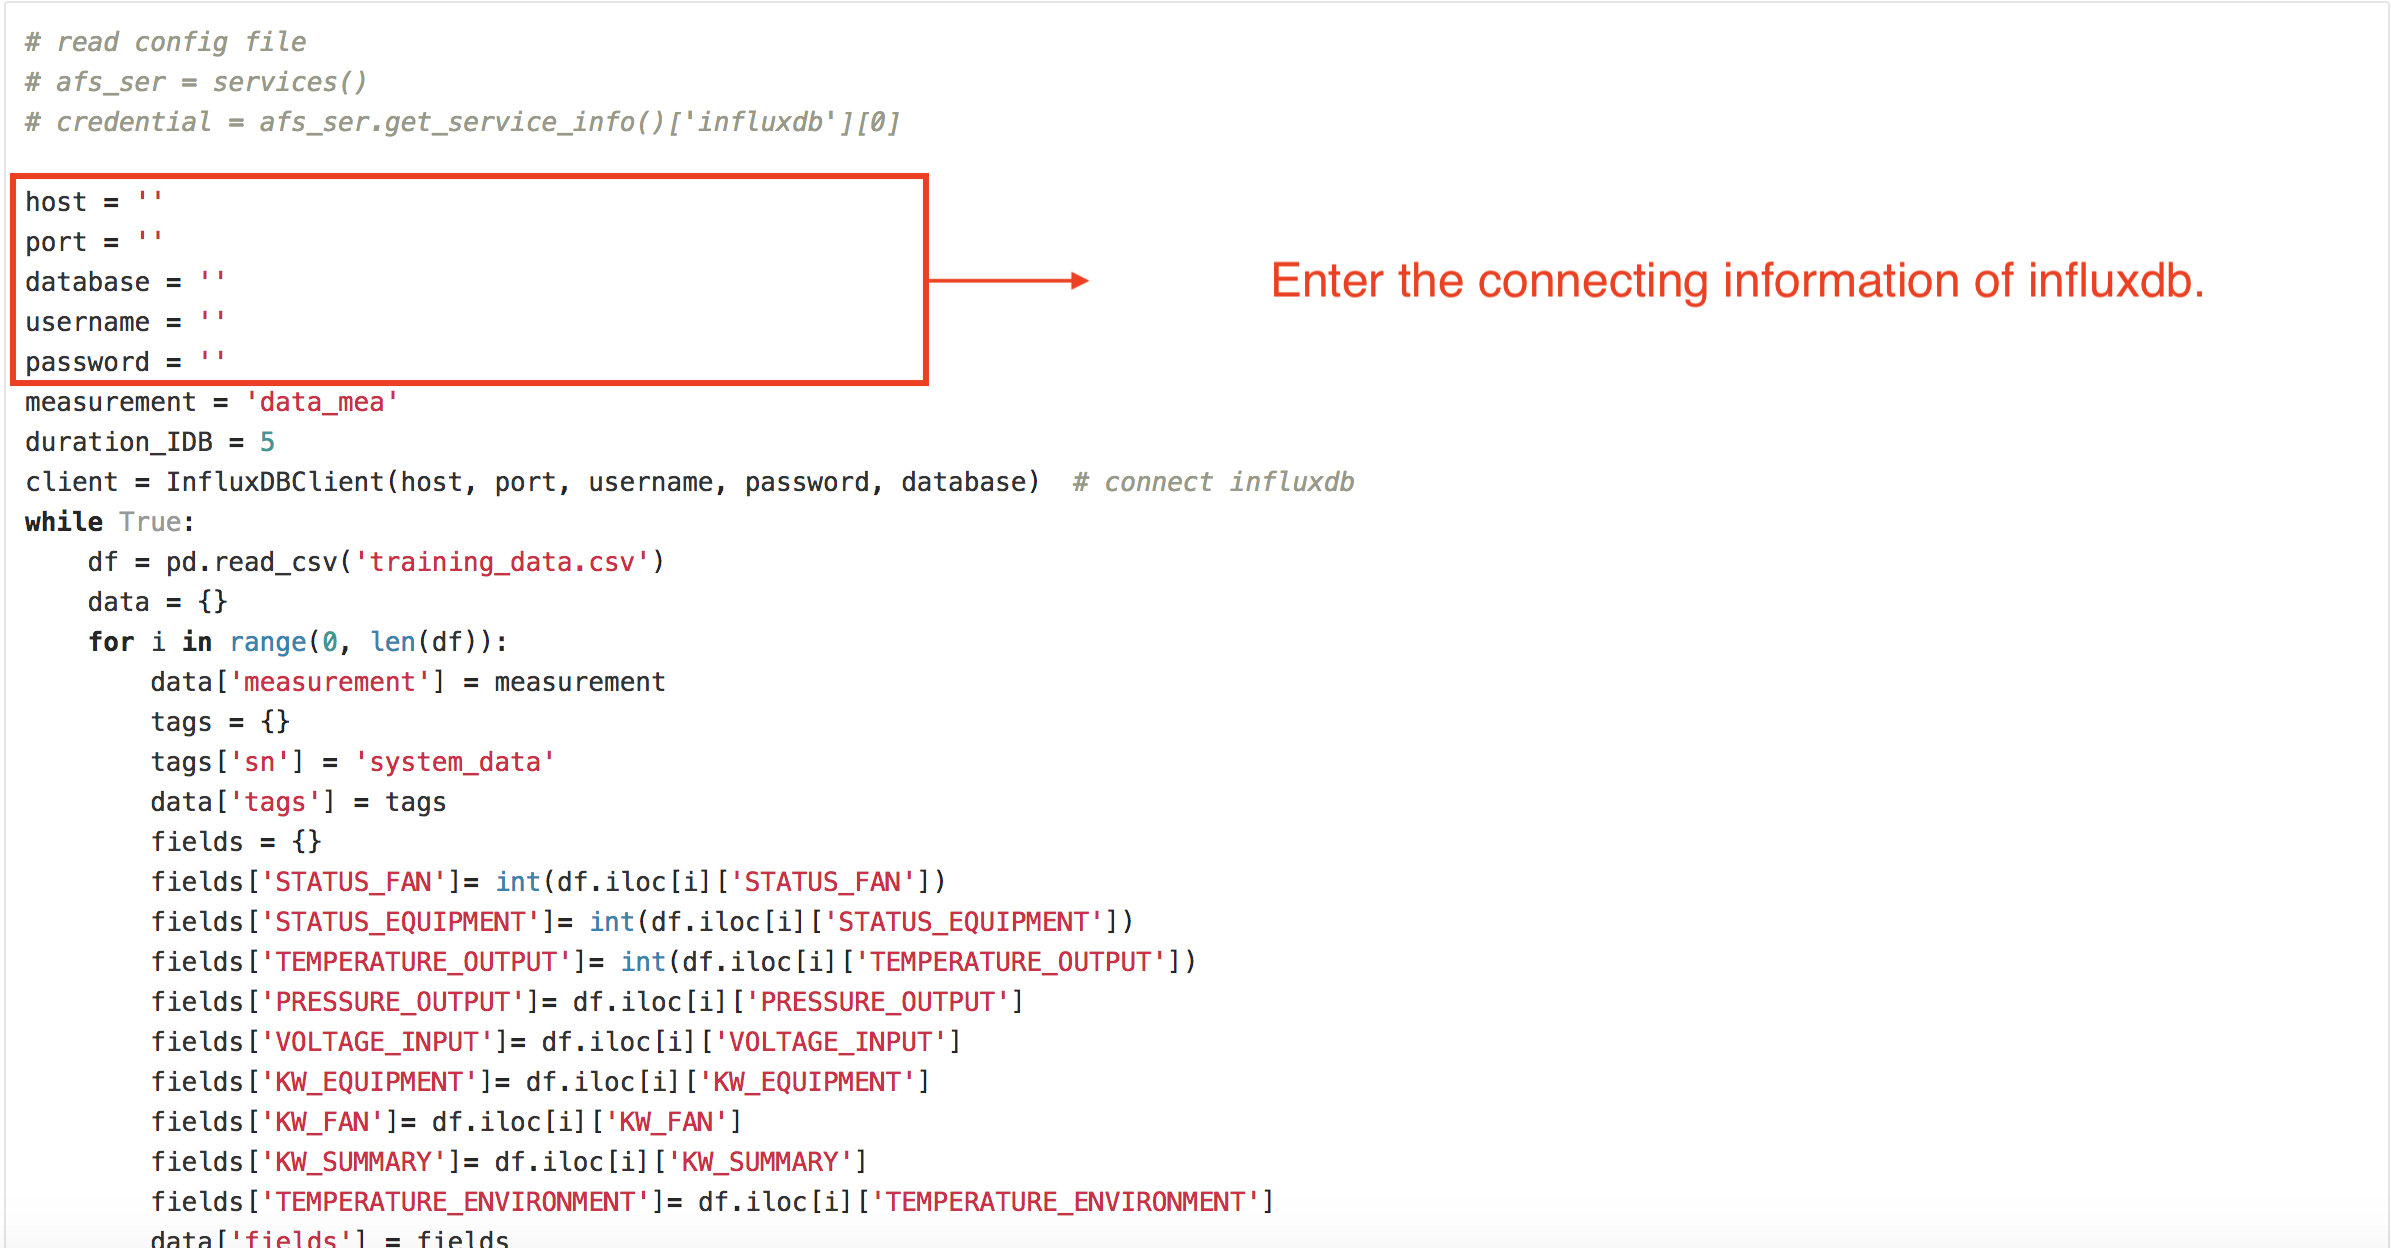 # read config file
# afs_ser = services()
# credential = afs_ser.get_service_info()['influxdb'][0]
host = ''
port = ''
database = ''
username = ''
password = ''
Enter the connecting information of influxdb.
measurement = 'data_mea'
duration_IDB = 5
client = InfluxDBClient(host, port, username, password, database)  # connect influxdb
while True:
    df = pd.read_csv('training_data.csv')
    data = {}
    for i in range(0, len(df)):
        data['measurement'] = measurement
        tags = {}
        tags['sn'] = 'system_data'
        data['tags'] = tags
        fields = {}
        fields['STATUS_FAN']= int(df.iloc[i]['STATUS_FAN'])
        fields['STATUS_EQUIPMENT']= int(df.iloc[i]['STATUS_EQUIPMENT'])
        fields['TEMPERATURE_OUTPUT']= int(df.iloc[i]['TEMPERATURE_OUTPUT'])
        fields['PRESSURE_OUTPUT']= df.iloc[i]['PRESSURE_OUTPUT']
        fields['VOLTAGE_INPUT']= df.iloc[i]['VOLTAGE_INPUT']
        fields['KW_EQUIPMENT']= df.iloc[i]['KW_EQUIPMENT']
        fields['KW_FAN']= df.iloc[i]['KW_FAN']
        fields['KW_SUMMARY']= df.iloc[i]['KW_SUMMARY']
        fields['TEMPERATURE_ENVIRONMENT']= df.iloc[i]['TEMPERATURE_ENVIRONMENT']
        data['fields'] = fields